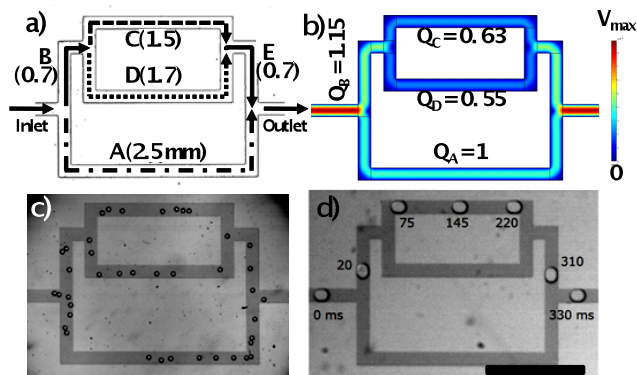 a)
B
(0.7)
C(1.5)
D(1.7)
E
(0.7)
Inlet
Outlet
A(2.5mm)
b)
Q_B = 1.15
Q_C = 0.63
Q_D = 0.55
Q_A = 1
V_max
0
c)
d)
75
145
220
20
310
0 ms
330 ms